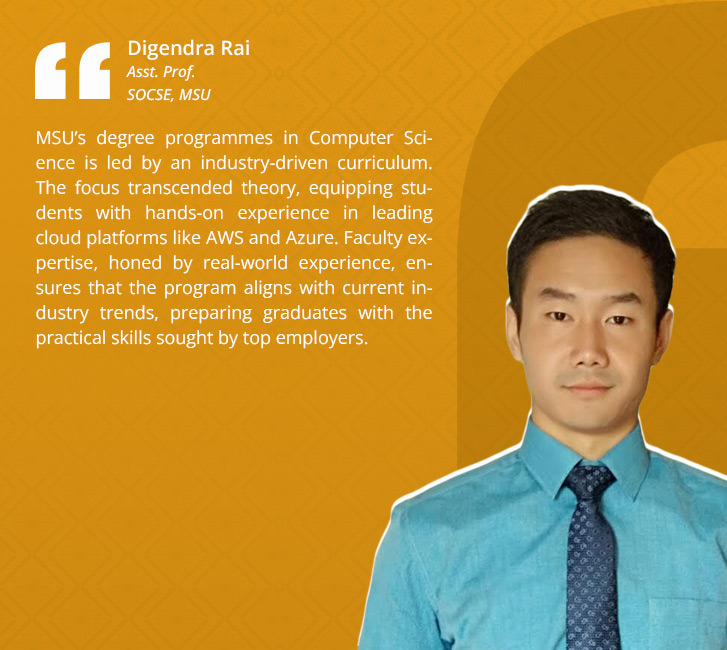 Digendra Rai
Asst. Prof.
SOCSE, MSU
MSU’s degree programmes in Computer Sci-
ence is led by an industry-driven curriculum.
The focus transcended theory, equipping stu-
dents with hands-on experience in leading
cloud platforms like AWS and Azure. Faculty ex-
pertise, honed by real-world experience, en-
sures that the program aligns with current in-
dustry trends, preparing graduates with the
practical skills sought by top employers.